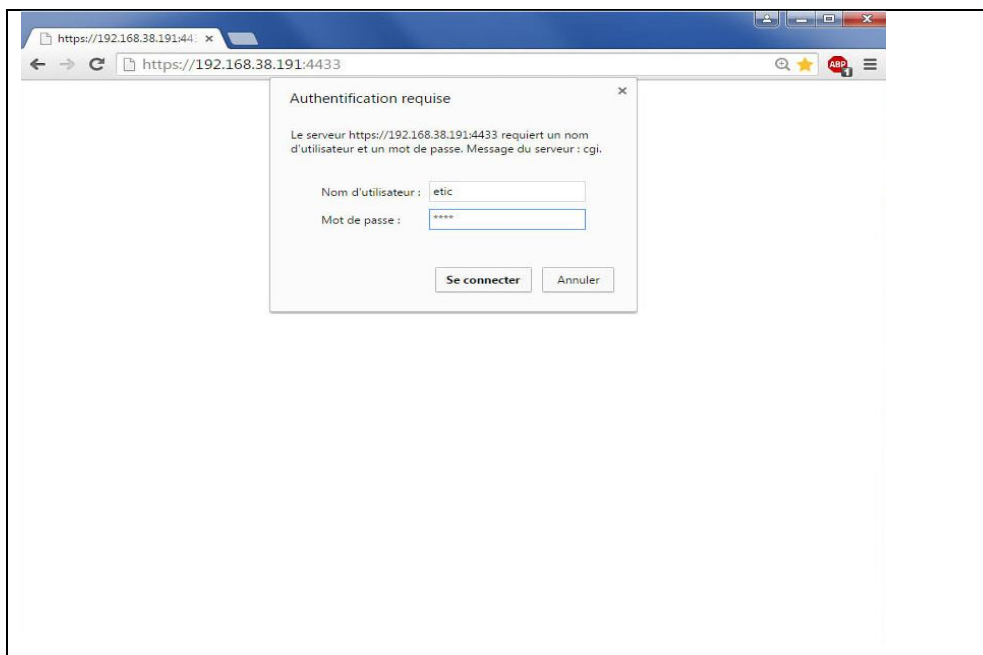 https://192.168.38.191:44
https://192.168.38.191:4433
ABP
1
Authentification requise
Le serveur https://192.168.38.191:4433 requiert un nom
d'utilisateur et un mot de passe. Message du serveur : cgi.
Nom d'utilisateur : etic
Mot de passe : ****
Se connecter Annuler